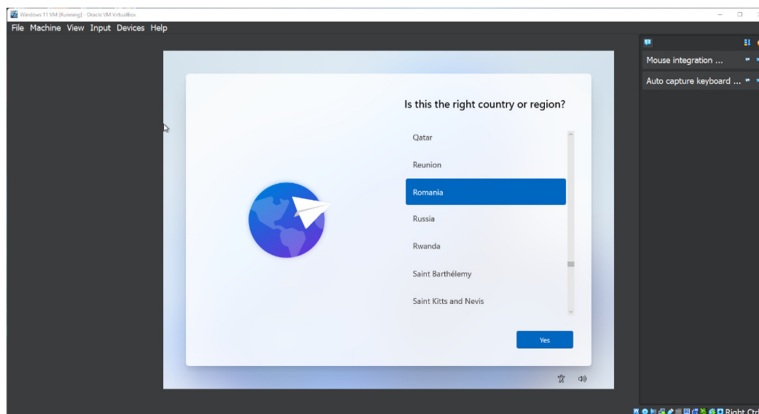 Windows 11 VM [Running] - Oracle VM VirtualBox
File Machine View Input Devices Help
Mouse integration ...
Auto capture keyboard ...
Is this the right country or region?
Qatar
Reunion
Romania
Russia
Rwanda
Saint Barthélemy
Saint Kitts and Nevis
Yes
Right Ctrl